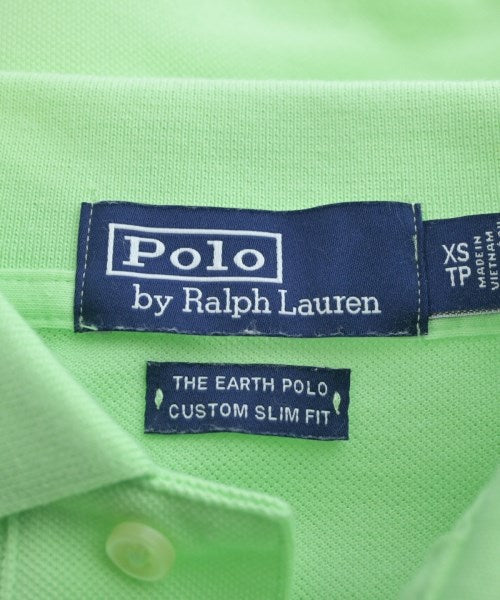 Polo
by Ralph Lauren
XS
TP
MADE IN
VIETNAM
THE EARTH POLO
CUSTOM SLIM FIT